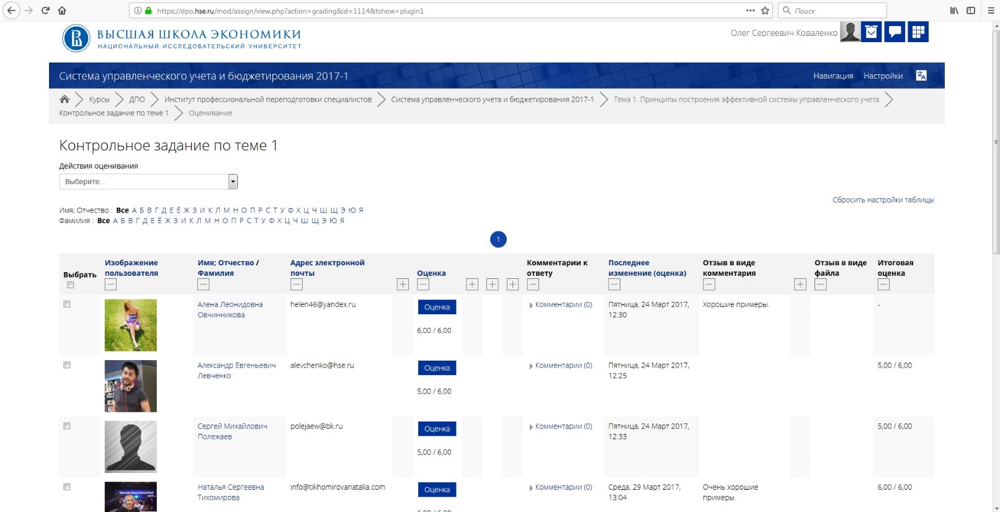 https://dpo.hse.ru/mod/assign/view.php?action=grading&id=1114&tshow=plugin1
Поиск
ВЫСШАЯ ШКОЛА ЭКОНОМИКИ
НАЦИОНАЛЬНЫЙ ИССЛЕДОВАТЕЛЬСКИЙ УНИВЕРСИТЕТ
Олег Сергеевич Коваленко
Система управленческого учета и бюджетирования 2017-1
Навигация Настройки
Курсы ДПО Институт профессиональной переподготовки специалистов Система управленческого учета и бюджетирования 2017-1 Тема 1. Принципы построения эффективной системы управленческого учета
Контрольное задание по теме 1 Оценивание
Контрольное задание по теме 1
Действия оценивания
Выберите...
Сбросить настройки таблицы
Имя; Отчество : Все А Б В Г Д Е Ё Ж З И К Л М Н О П Р С Т У Ф Х Ц Ч Ш Щ Э Ю Я
Фамилия : Все А Б В Г Д Е Ё Ж З И К Л М Н О П Р С Т У Ф Х Ц Ч Ш Щ Э Ю Я
1
Выбрать
Изображение
пользователя
Имя; Отчество /
Фамилия
Адрес электронной
почты
Оценка
Комментарии к
ответу
Последнее
изменение (оценка)
Отзыв в виде
комментария
Отзыв в виде
файла
Итоговая
оценка
Алена Леонидовна
Овчинникова
helen46@yandex.ru
Оценка
6,00 / 6,00
Комментарии (0)
Пятница, 24 Март 2017,
12:30
Хорошие примеры.
-
Александр Евгеньевич
Левченко
alevchenko@hse.ru
Оценка
5,00 / 6,00
Комментарии (0)
Пятница, 24 Март 2017,
12:25
5,00 / 6,00
Сергей Михайлович
Полежаев
polejaew@bk.ru
Оценка
5,00 / 6,00
Комментарии (0)
Пятница, 24 Март 2017,
12:33
5,00 / 6,00
Наталья Сергеевна
Тихомирова
info@tikhomirovanatalia.com
Оценка
6,00 / 6,00
Комментарии (0)
Среда, 29 Март 2017,
13:04
Очень хорошие
примеры.
6,00 / 6,00